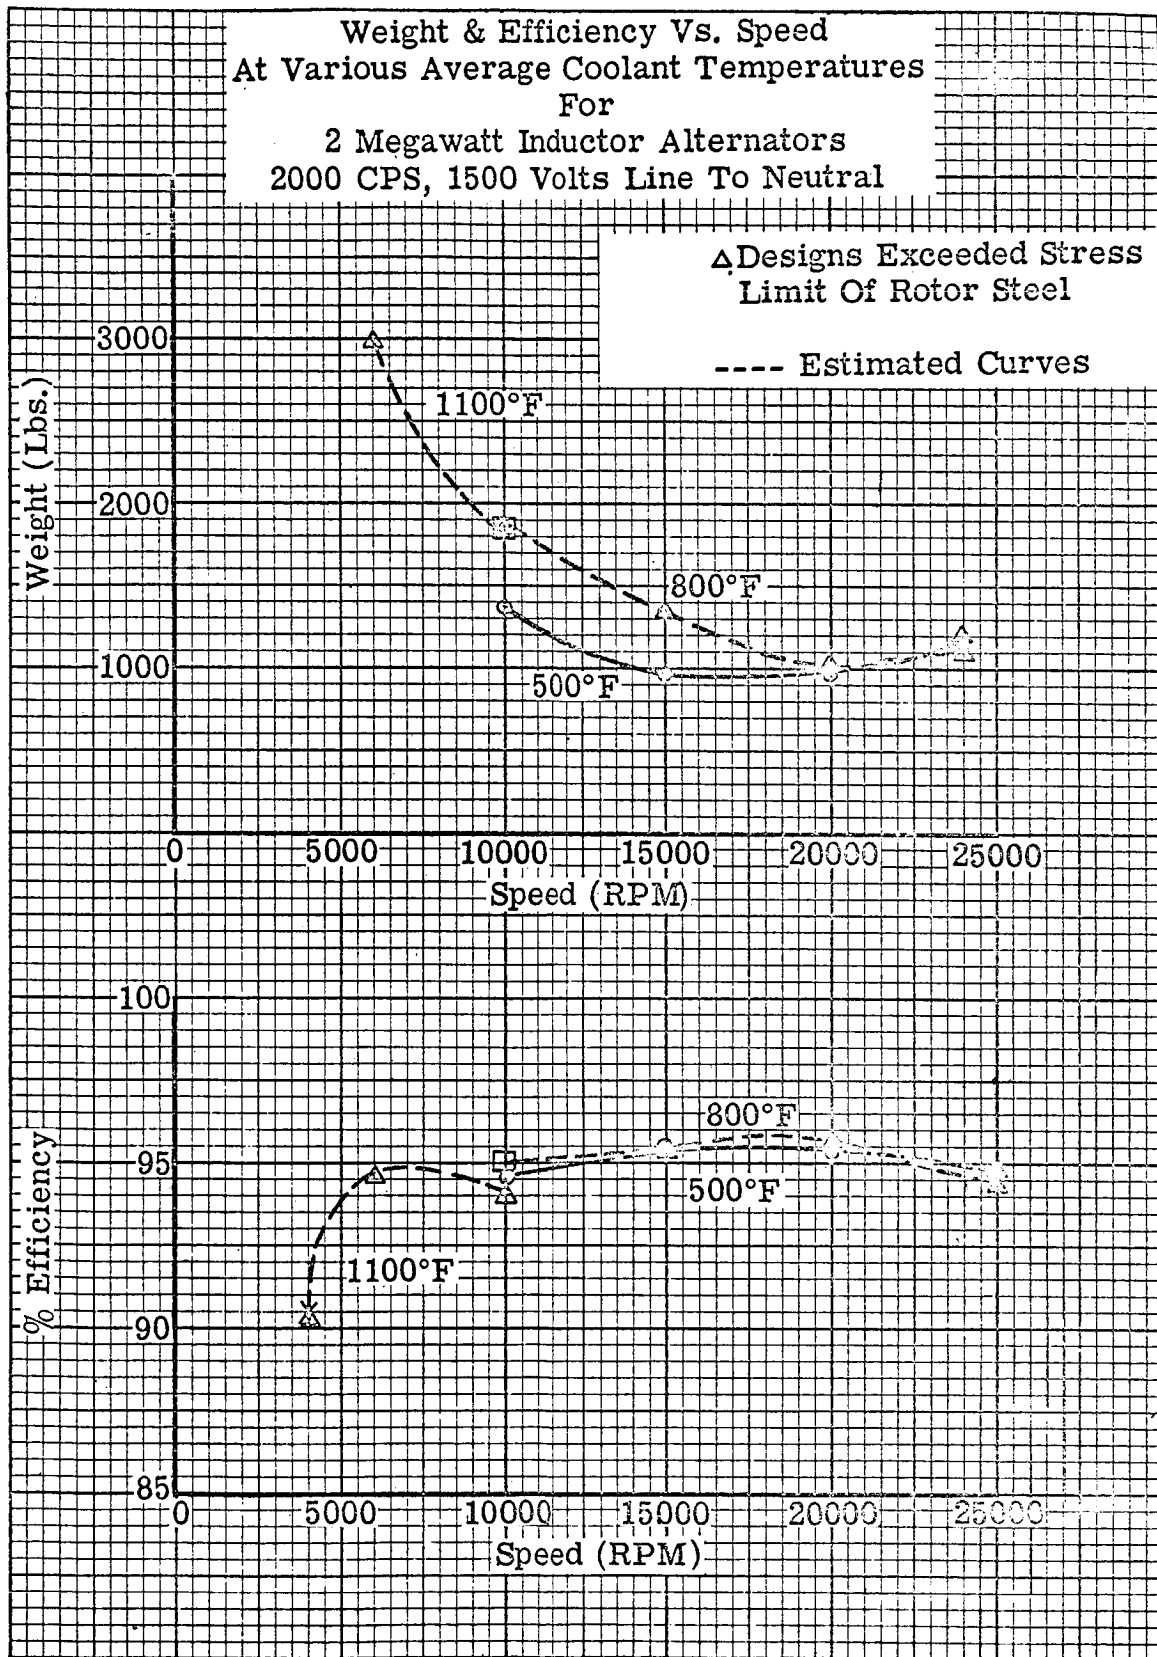 Weight & Efficiency Vs. Speed
At Various Average Coolant Temperatures
For
2 Megawatt Inductor Alternators
2000 CPS, 1500 Volts Line To Neutral
△Designs Exceeded Stress
Limit Of Rotor Steel
---- Estimated Curves
Weight (Lbs.)
3000
2000
1000
1100°F
800°F
500°F
0 5000 10000 15000 20000 25000
Speed (RPM)
% Efficiency
100
95
90
85
800°F
500°F
1100°F
0 5000 10000 15000 20000 25000
Speed (RPM)